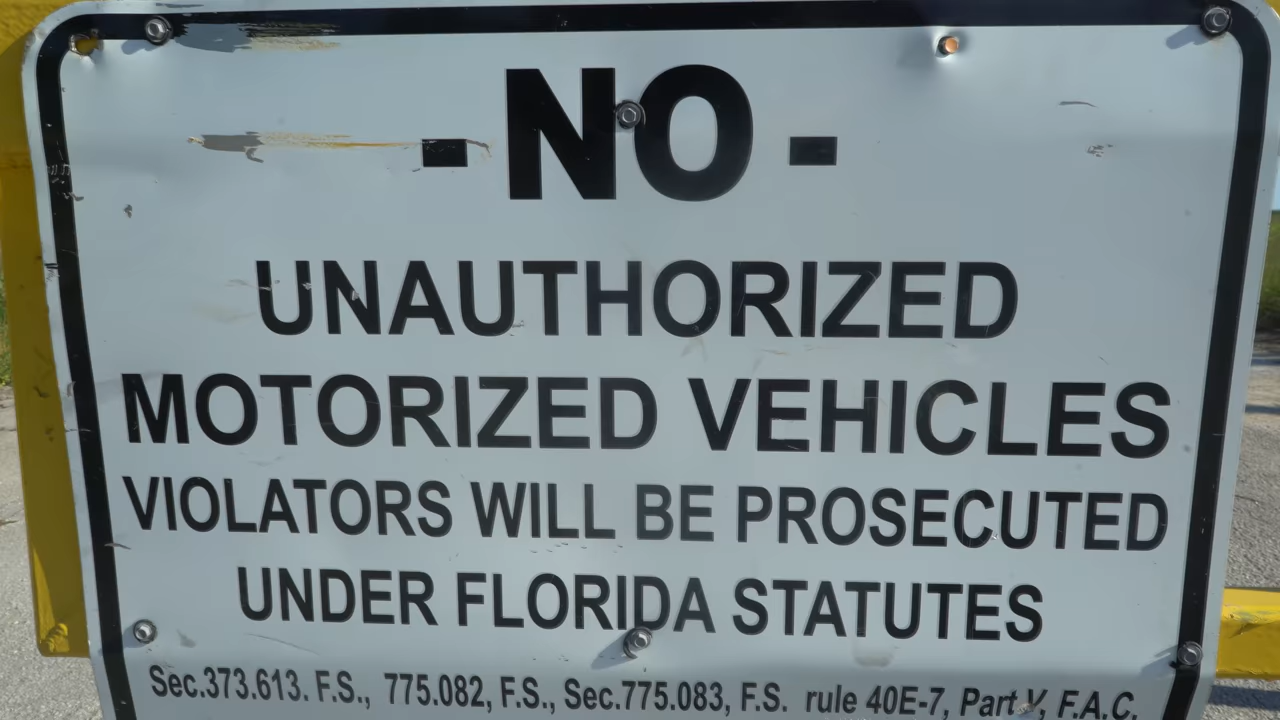 - NO -
UNAUTHORIZED
MOTORIZED VEHICLES
VIOLATORS WILL BE PROSECUTED
UNDER FLORIDA STATUTES
Sec.373.613. F.S., 775.082, F.S., Sec.775.083, F.S. rule 40E-7, Part V, F.A.C.